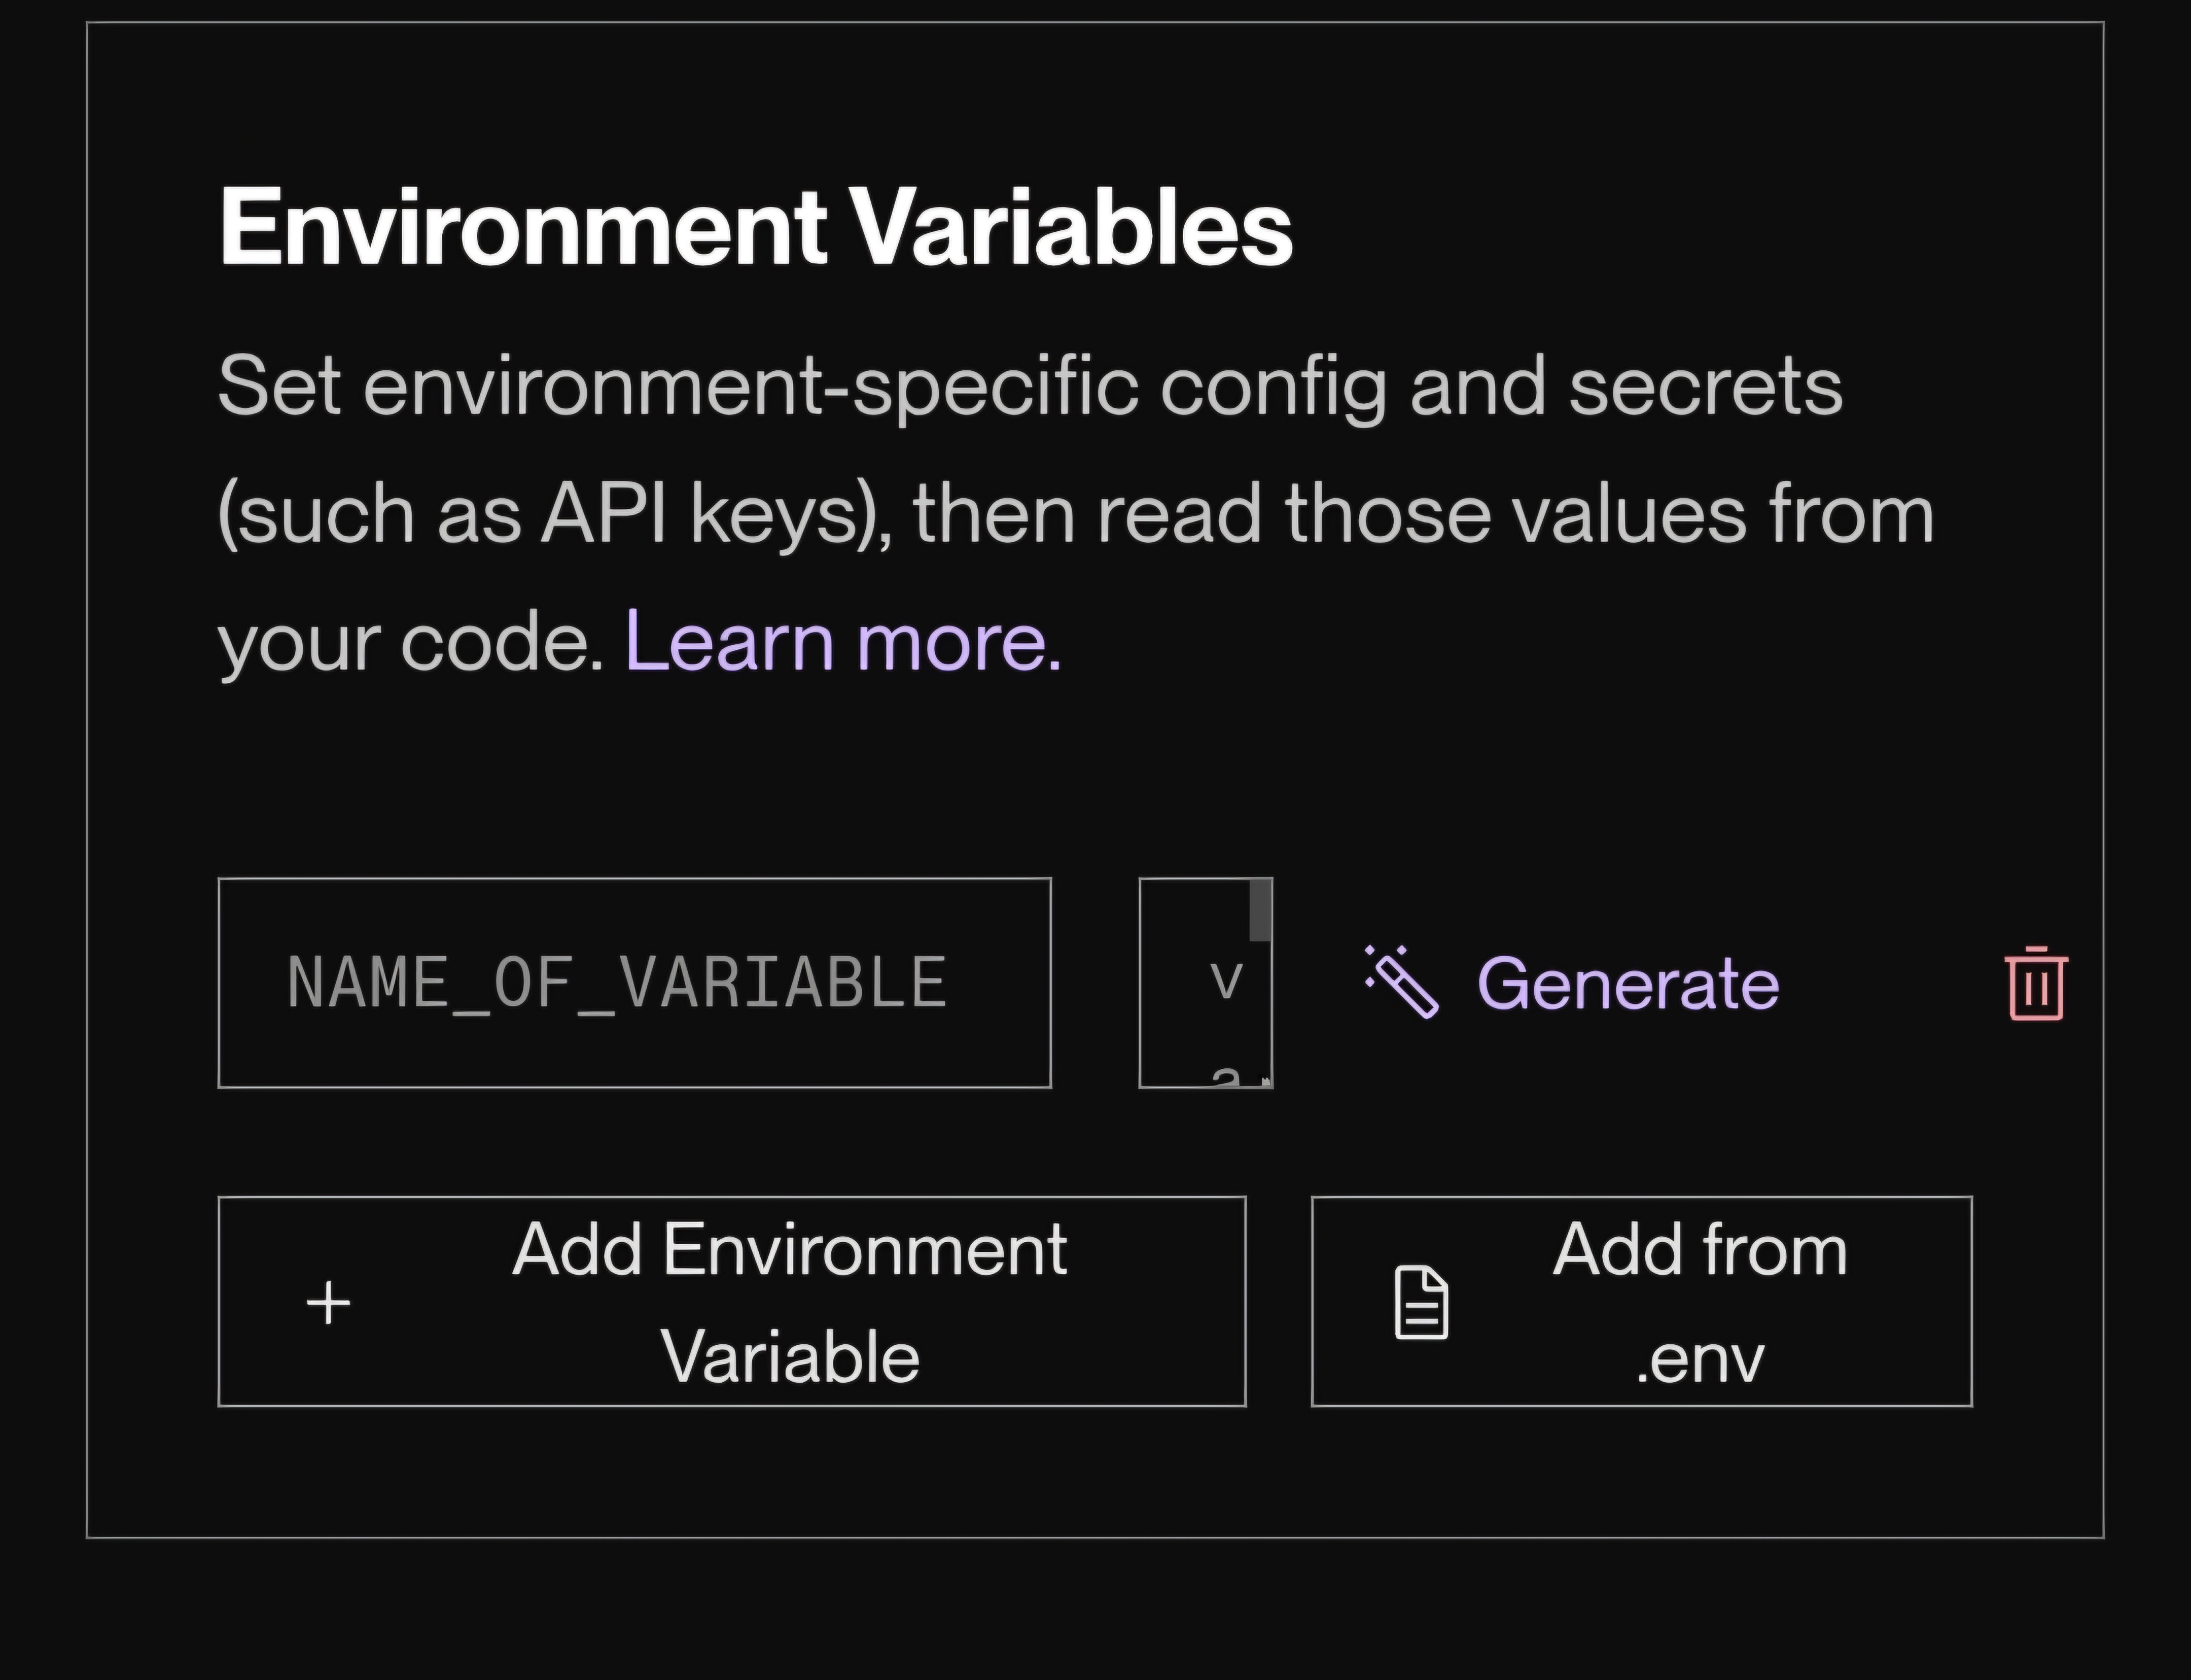 Environment Variables
Set environment-specific config and secrets
(such as API keys), then read those values from
your code. Learn more.
NAME_OF_VARIABLE
v
a
Generate
Add Environment
Variable
Add from
.env